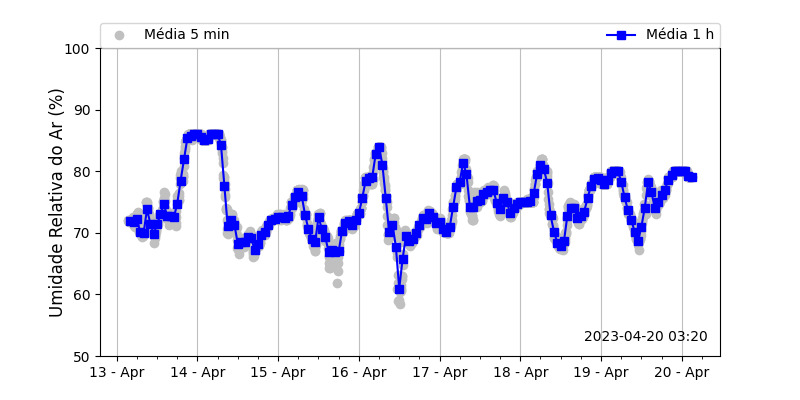 Média 5 min
Média 1 h
Umidade Relativa do Ar (%)
100
90
80
70
60
50
2023-04-20 03:20
13 - Apr
14 - Apr
15 - Apr
16 - Apr
17 - Apr
18 - Apr
19 - Apr
20 - Apr